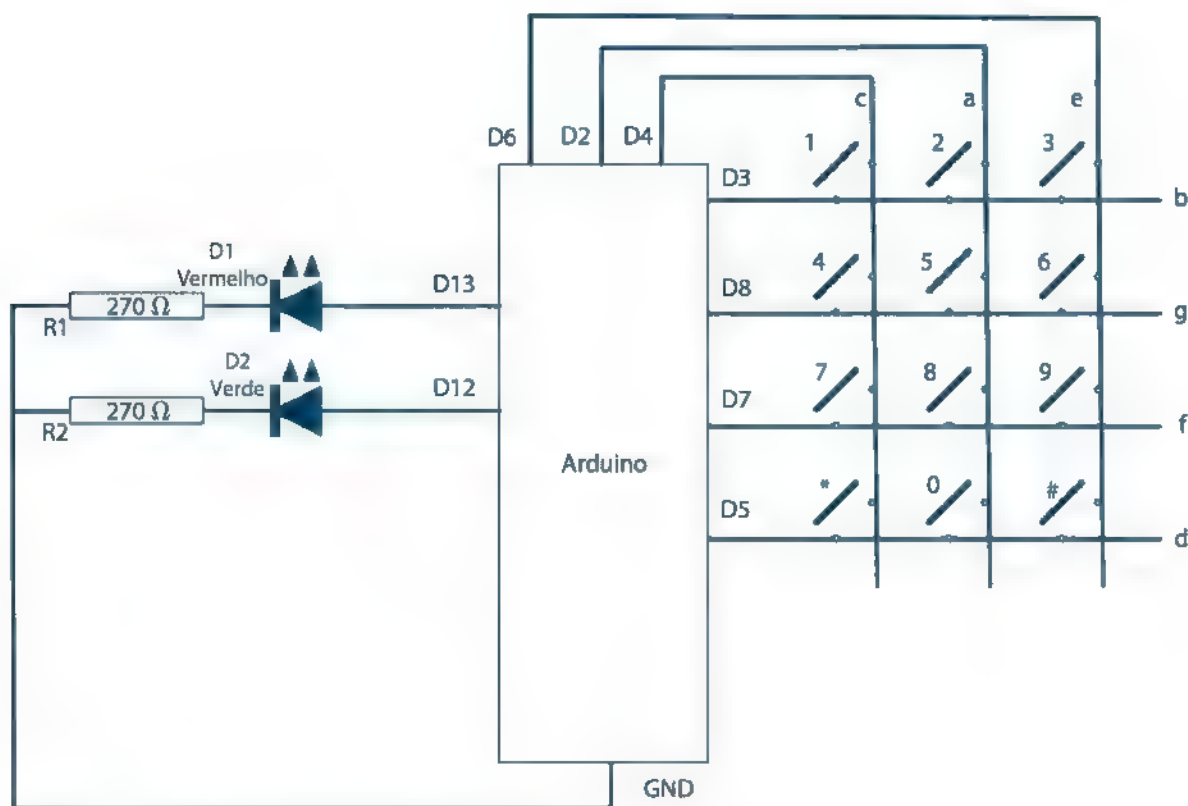 c a e
D6 D2 D4
1 2 3
D3
b
D1
Vermelho
D13
270 Ω
R1
4 5 6
D8
g
D2
Verde
D12
270 Ω
R2
7 8 9
D7
f
Arduino
* 0 #
D5
d
GND